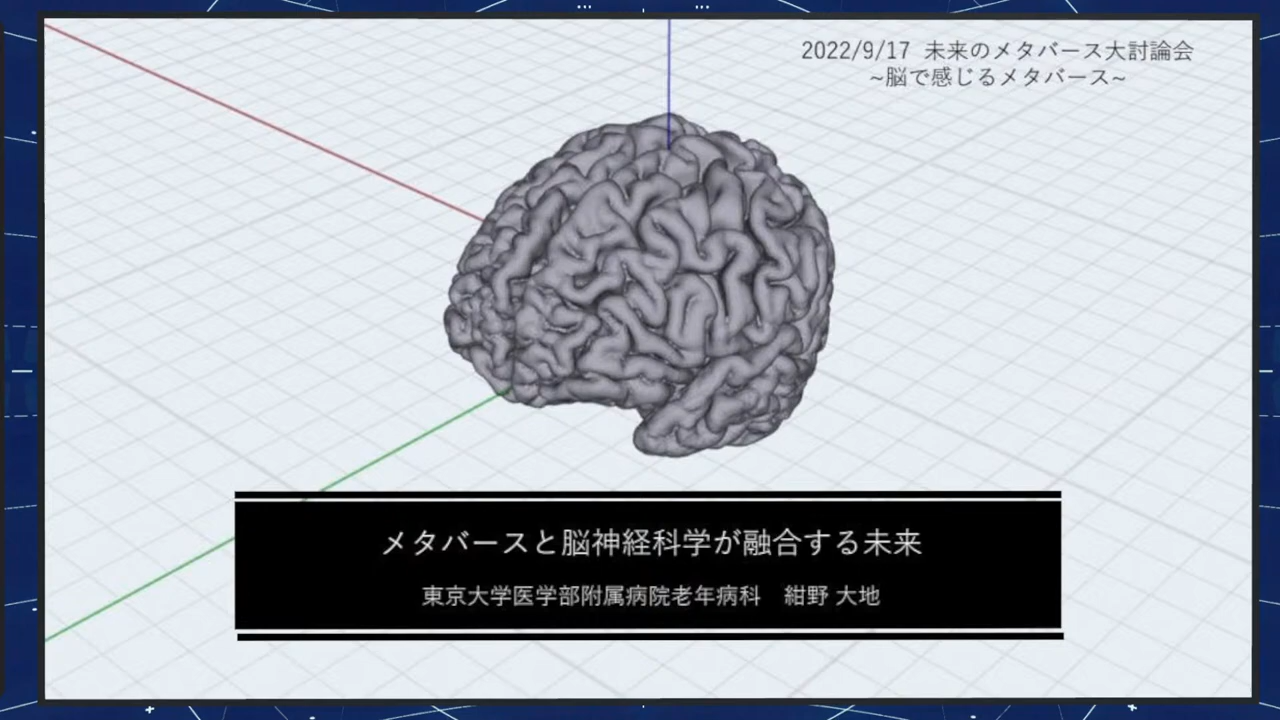 2022/9/17 未来のメタバース大討論会
~脳で感じるメタバース~
メタバースと脳神経科学が融合する未来
東京大学医学部附属病院老年病科　紺野 大地